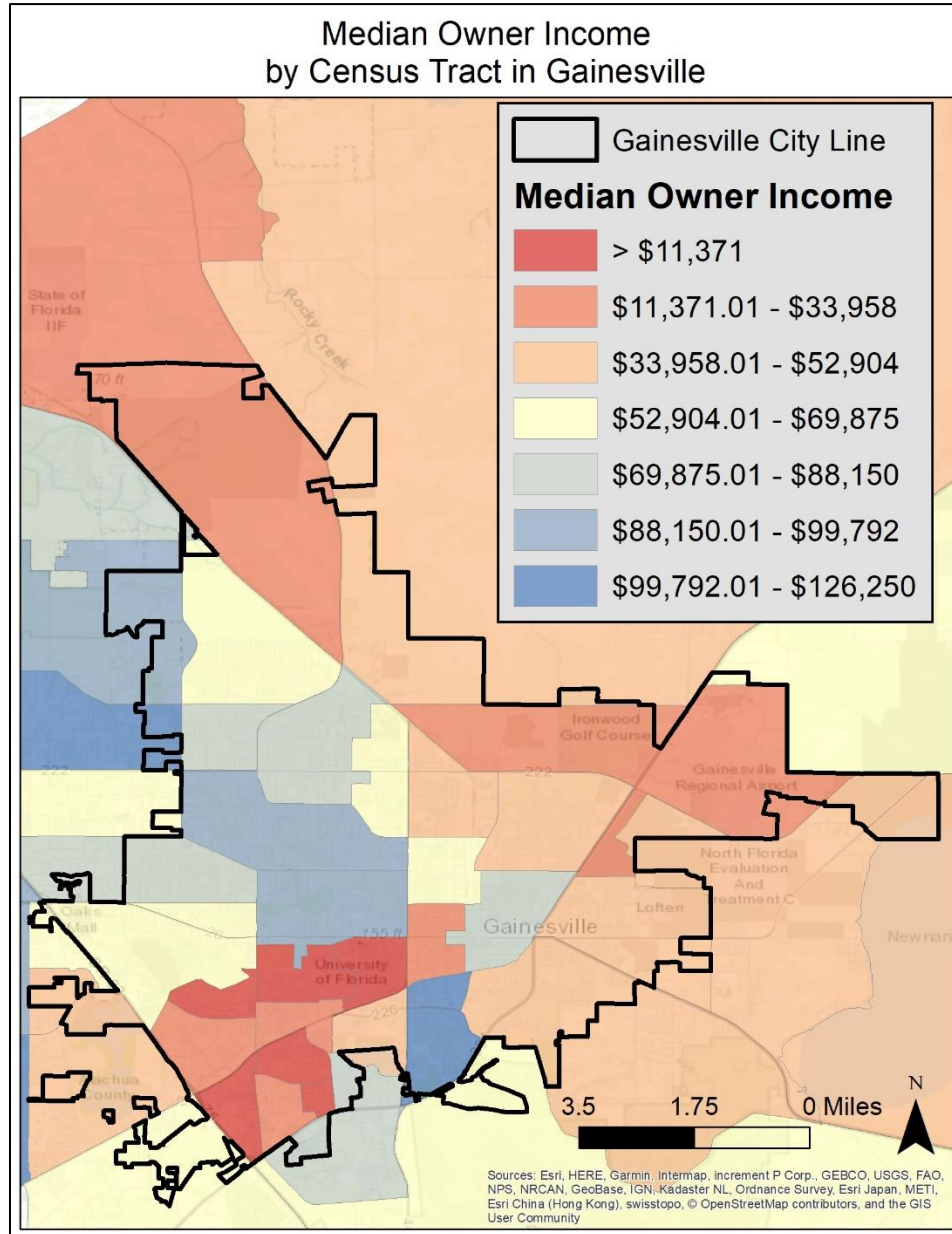 Median Owner Income
by Census Tract in Gainesville
Gainesville City Line
Median Owner Income
> $11,371
$11,371.01 - $33,958
$33,958.01 - $52,904
$52,904.01 - $69,875
$69,875.01 - $88,150
$88,150.01 - $99,792
$99,792.01 - $126,250
State of
Florida
IIF
Rocky Creek
70 ft
Ironwood
Golf Course
222
222
Gainesville
Regional Airport
North Florida
Evaluation
And
Treatment C
Loften
Oaks
Mall
26
155 ft
Gainesville
Newnan
University
of Florida
226
Alachua
County
N
3.5 1.75 0 Miles
Sources: Esri, HERE, Garmin, Intermap, increment P Corp., GEBCO, USGS, FAO,
NPS, NRCAN, GeoBase, IGN, Kadaster NL, Ordnance Survey, Esri Japan, METI,
Esri China (Hong Kong), swisstopo, © OpenStreetMap contributors, and the GIS
User Community